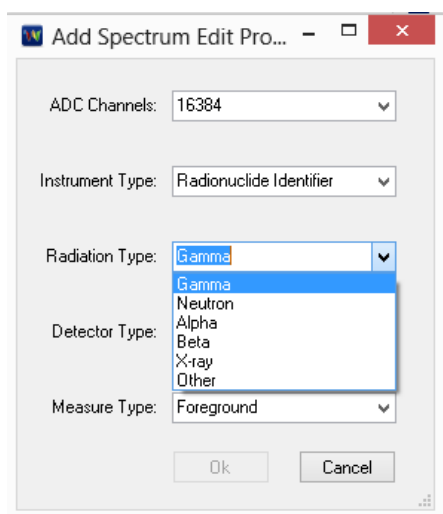 Add Spectrum Edit Pro...
ADC Channels: 16384
Instrument Type: Radionuclide Identifier
Radiation Type: Gamma
Gamma
Neutron
Alpha
Detector Type:
Beta
X-ray
Other
Measure Type: Foreground
Ok Cancel